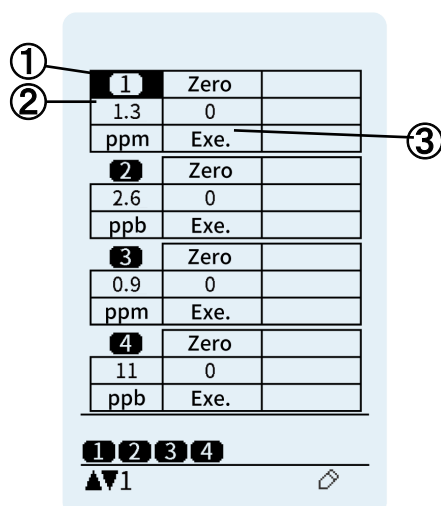 ①
1 Zero
②
1.3 0
ppm Exe.
③
2 Zero
2.6 0
ppb Exe.
3 Zero
0.9 0
ppm Exe.
4 Zero
11 0
ppb Exe.
1 2 3 4
▲▼1